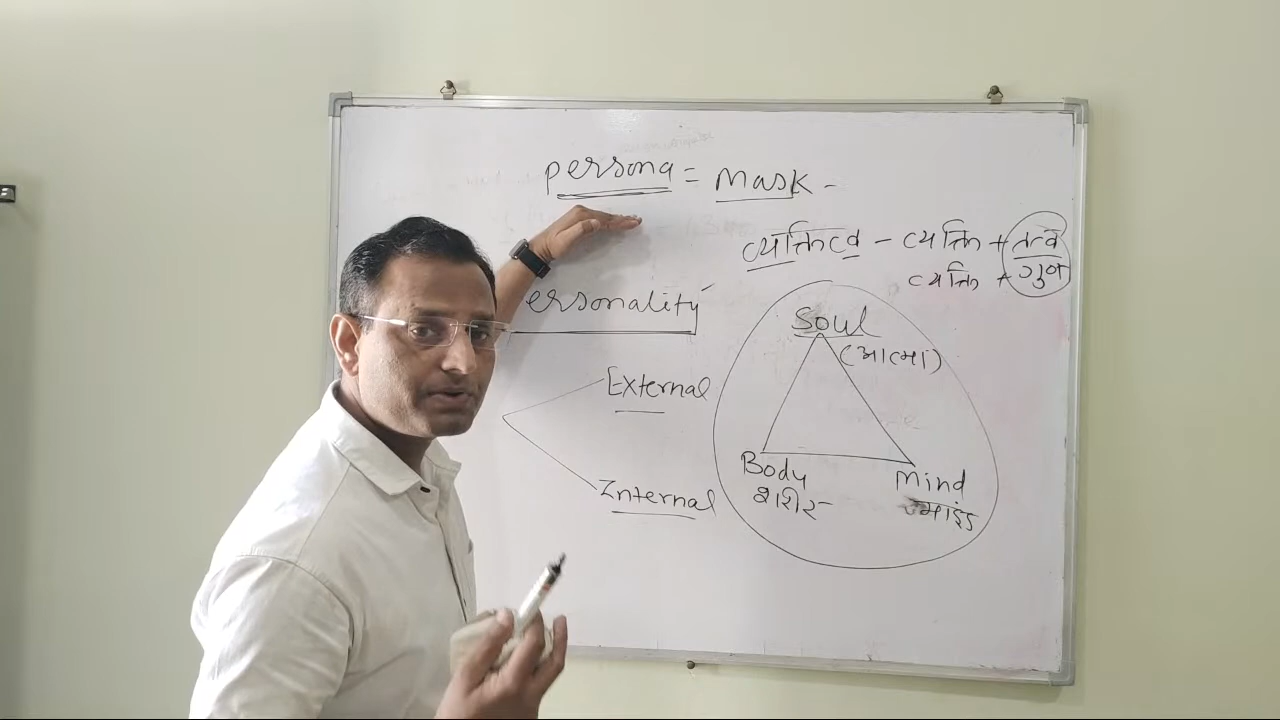 persona = Mask -
व्यक्तित्व - व्यक्ति + तत्व
व्यक्ति + गुण
ersonality
Soul
(आत्मा)
External
Body
शरीर
Mind
माइंड
Internal